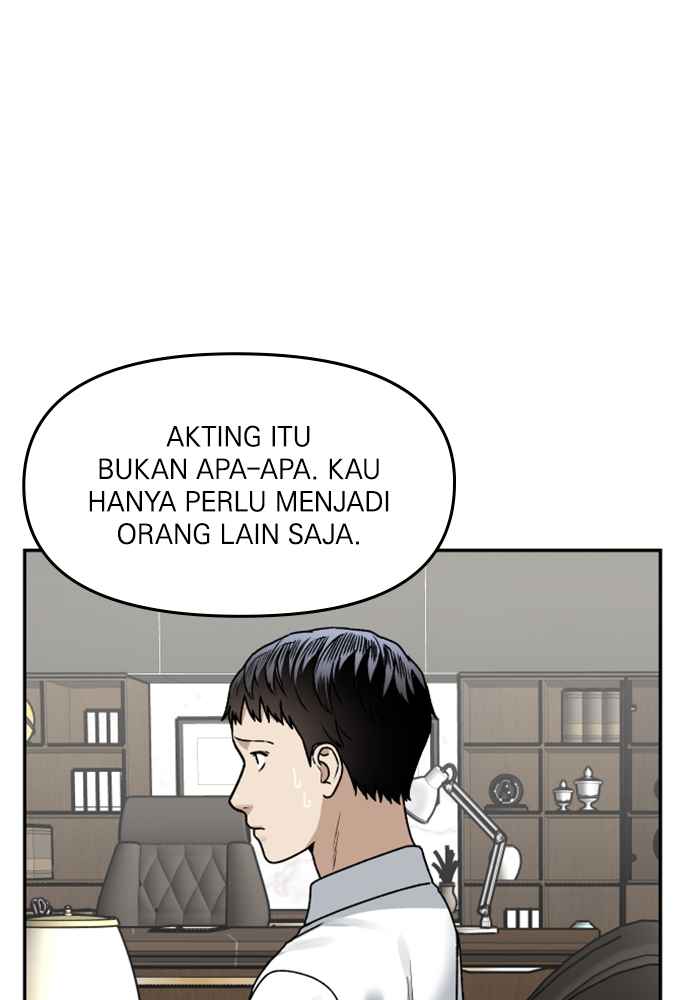 AKTING ITU
BUKAN APA-APA. KAU
HANYA PERLU MENJADI
ORANG LAIN SAJA.